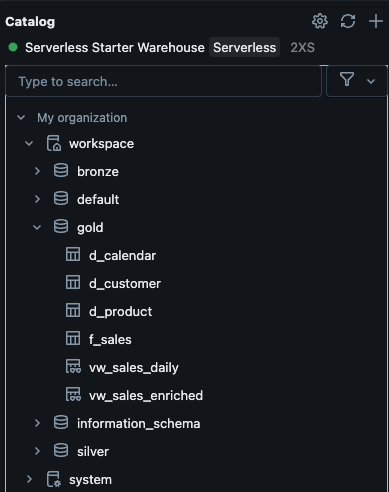 Catalog
Serverless Starter Warehouse Serverless 2XS
Type to search...
My organization
workspace
bronze
default
gold
d_calendar
d_customer
d_product
f_sales
vw_sales_daily
vw_sales_enriched
information_schema
silver
system